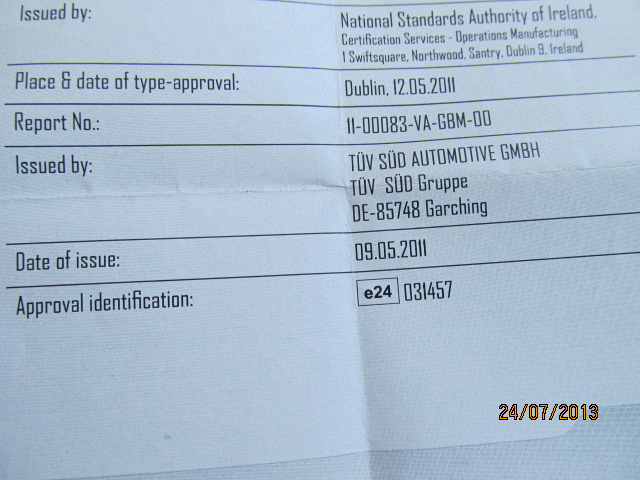 Issued by:
National Standards Authority of Ireland,
Certification Services - Operations Manufacturing
1 Swiftsquare, Northwood, Santry, Dublin 9, Ireland
Place & date of type-approval:
Dublin, 12.05.2011
Report No.:
11-00083-VA-GBM-00
Issued by:
TÜV SÜD AUTOMOTIVE GMBH
TÜV SÜD Gruppe
DE-85748 Garching
Date of issue:
09.05.2011
Approval identification:
e24 031457
24/07/2013